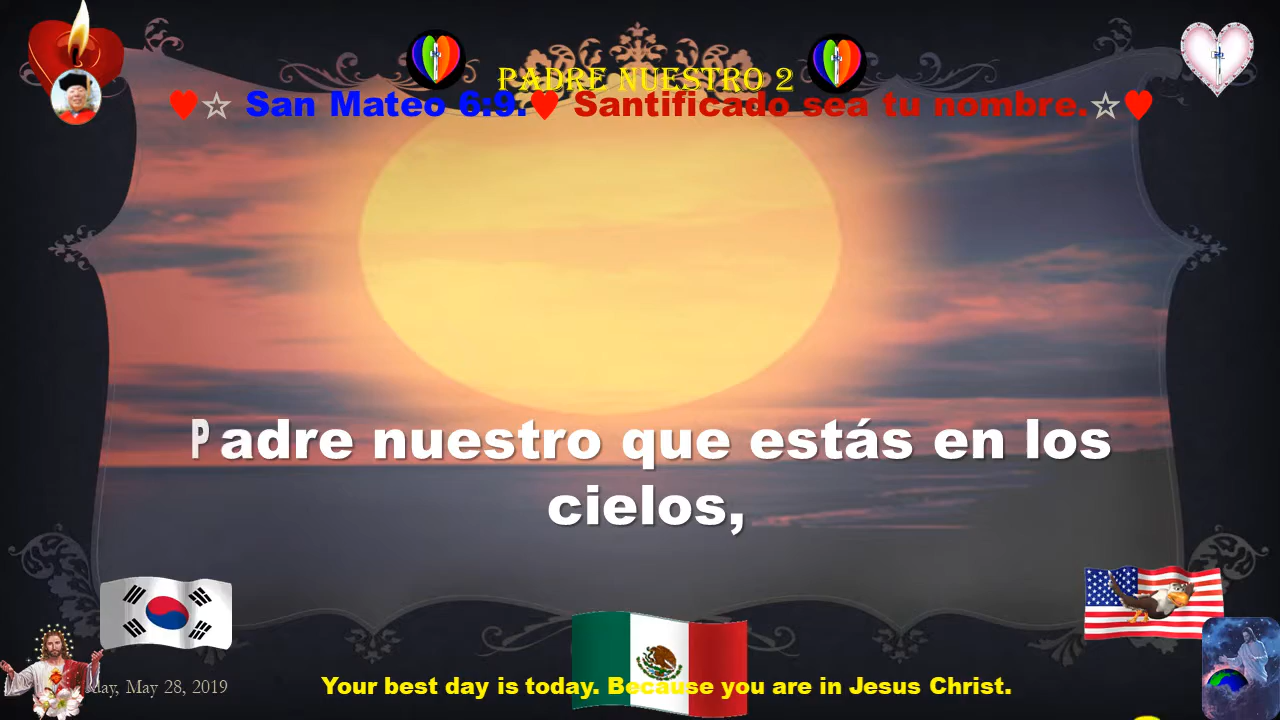 PADRE NUESTRO 2
♥☆ San Mateo 6:9.♥ Santificado sea tu nombre.☆♥
Padre nuestro que estás en los
cielos,
day, May 28, 2019
Your best day is today. Because you are in Jesus Christ.